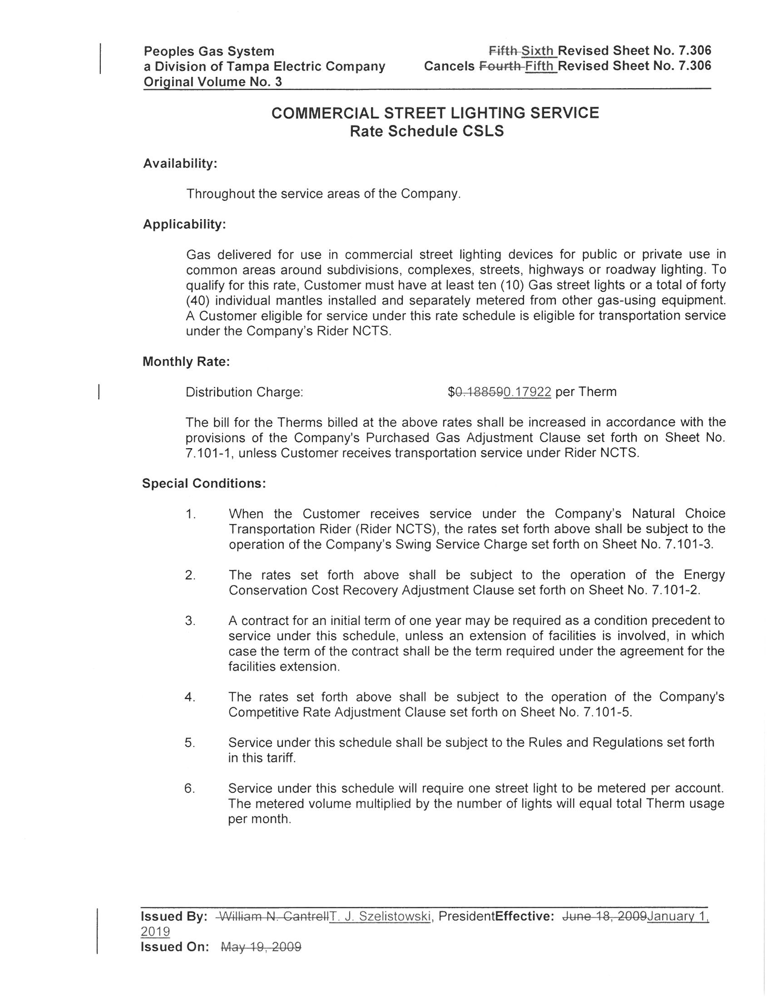 Peoples Gas System
a Division of Tampa Electric Company
Original Volume No. 3
Fifth Sixth Revised Sheet No. 7.306
Cancels Fourth Fifth Revised Sheet No. 7.306
COMMERCIAL STREET LIGHTING SERVICE
Rate Schedule CSLS
Availability:
Throughout the service areas of the Company.
Applicability:
Gas delivered for use in commercial street lighting devices for public or private use in
common areas around subdivisions, complexes, streets, highways or roadway lighting. To
qualify for this rate, Customer must have at least ten (10) Gas street lights or a total of forty
(40) individual mantles installed and separately metered from other gas-using equipment.
A Customer eligible for service under this rate schedule is eligible for transportation service
under the Company's Rider NCTS.
Monthly Rate:
Distribution Charge: $0.188590.17922 per Therm
The bill for the Therms billed at the above rates shall be increased in accordance with the
provisions of the Company's Purchased Gas Adjustment Clause set forth on Sheet No.
7.101-1, unless Customer receives transportation service under Rider NCTS.
Special Conditions:
1. When the Customer receives service under the Company's Natural Choice
Transportation Rider (Rider NCTS), the rates set forth above shall be subject to the
operation of the Company's Swing Service Charge set forth on Sheet No. 7.101-3.
2. The rates set forth above shall be subject to the operation of the Energy
Conservation Cost Recovery Adjustment Clause set forth on Sheet No. 7.101-2.
3. A contract for an initial term of one year may be required as a condition precedent to
service under this schedule, unless an extension of facilities is involved, in which
case the term of the contract shall be the term required under the agreement for the
facilities extension.
4. The rates set forth above shall be subject to the operation of the Company's
Competitive Rate Adjustment Clause set forth on Sheet No. 7.101-5.
5. Service under this schedule shall be subject to the Rules and Regulations set forth
in this tariff.
6. Service under this schedule will require one street light to be metered per account.
The metered volume multiplied by the number of lights will equal total Therm usage
per month.
Issued By: William N. CantrellT. J. Szelistowski, PresidentEffective: June 18, 2009January 1,
2019
Issued On: May 19, 2009